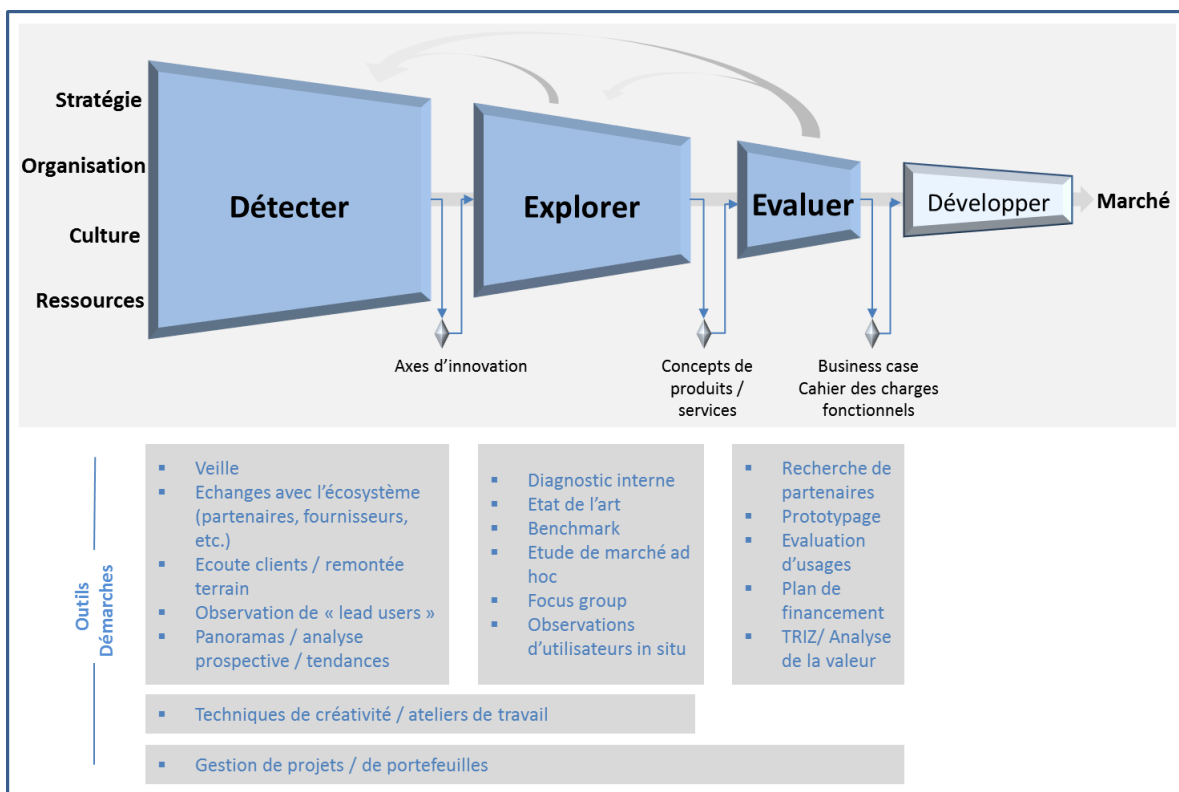 Stratégie
Organisation
Culture
Ressources
Détecter
Explorer
Evaluer
Développer
Marché
Axes d’innovation
Concepts de
produits /
services
Business case
Cahier des charges
fonctionnels
Outils
Démarches
▪ Veille
▪ Echanges avec l’écosystème
(partenaires, fournisseurs,
etc.)
▪ Ecoute clients / remontée
terrain
▪ Observation de « lead users »
▪ Panoramas / analyse
prospective / tendances
▪ Diagnostic interne
▪ Etat de l’art
▪ Benchmark
▪ Etude de marché ad
hoc
▪ Focus group
▪ Observations
d’utilisateurs in situ
▪ Recherche de
partenaires
▪ Prototypage
▪ Evaluation
d’usages
▪ Plan de
financement
▪ TRIZ/ Analyse
de la valeur
▪ Techniques de créativité / ateliers de travail
▪ Gestion de projets / de portefeuilles